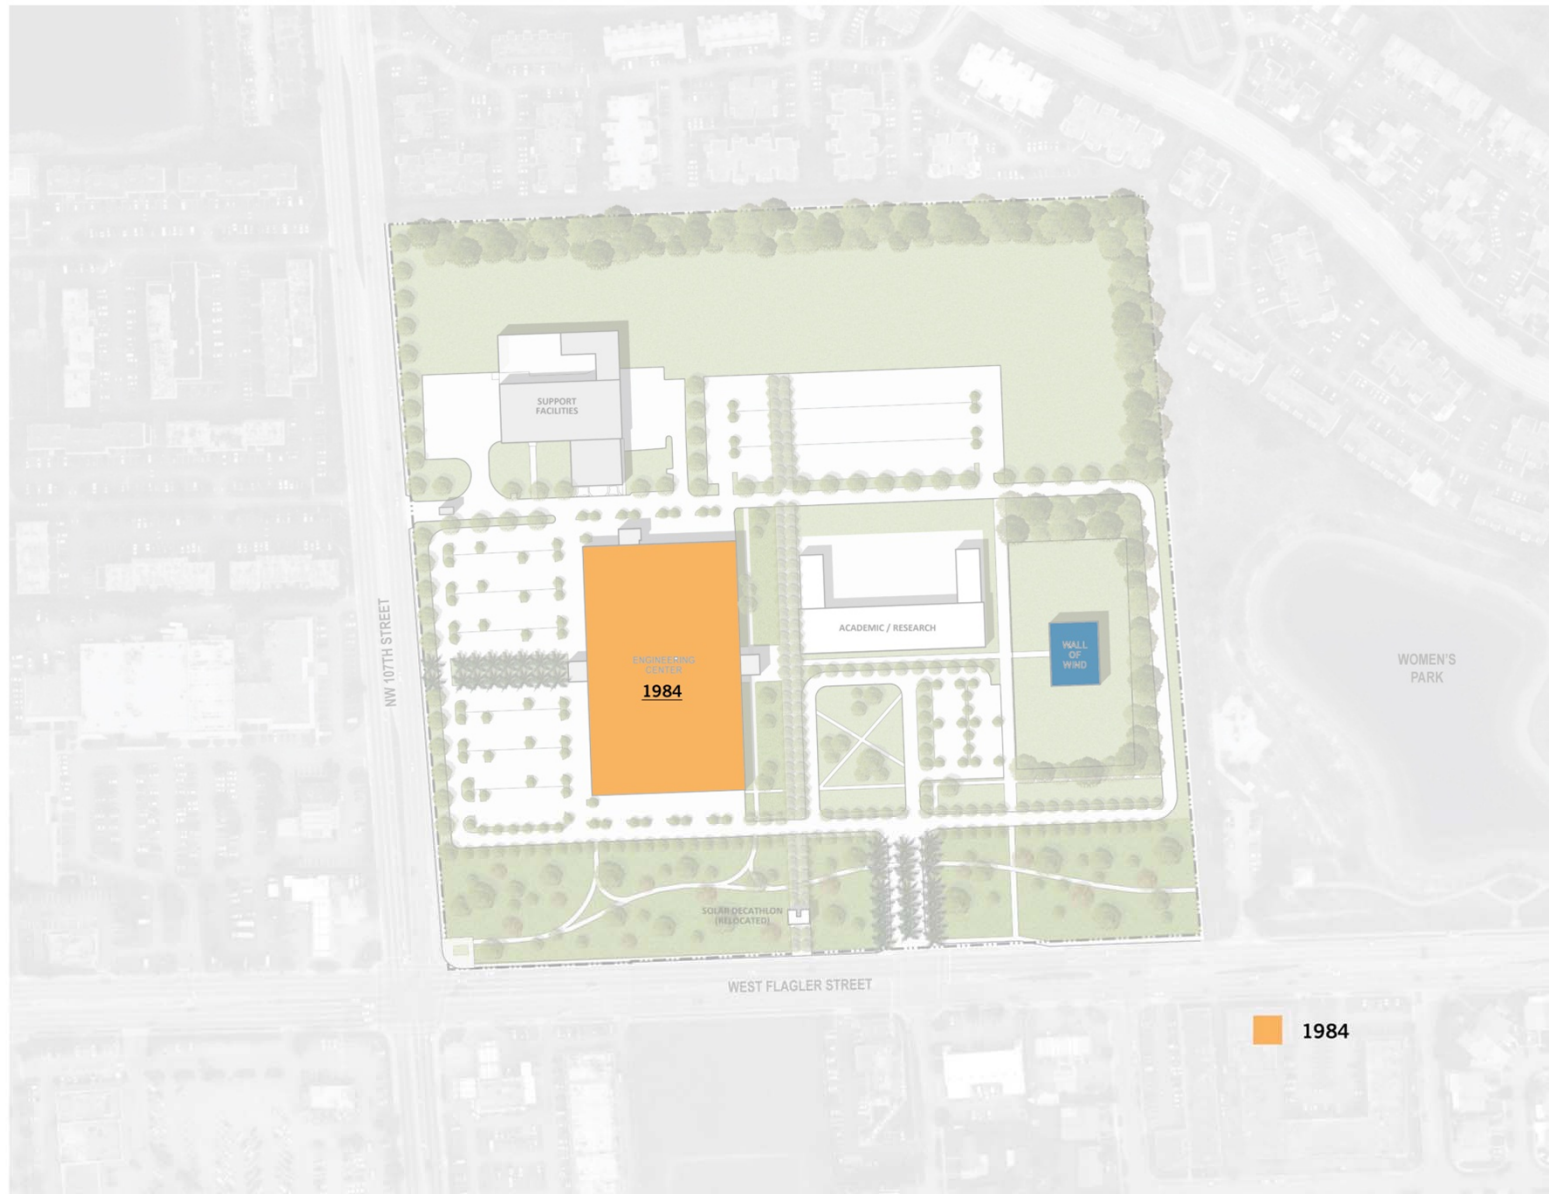 SUPPORT
FACILITIES
ACADEMIC / RESEARCH
NW 107TH STREET
ENGINEERING
CENTER
1984
WALL
OF
WIND
WOMEN'S
PARK
SOLAR DECATHLON
(RELOCATED)
WEST FLAGLER STREET
1984